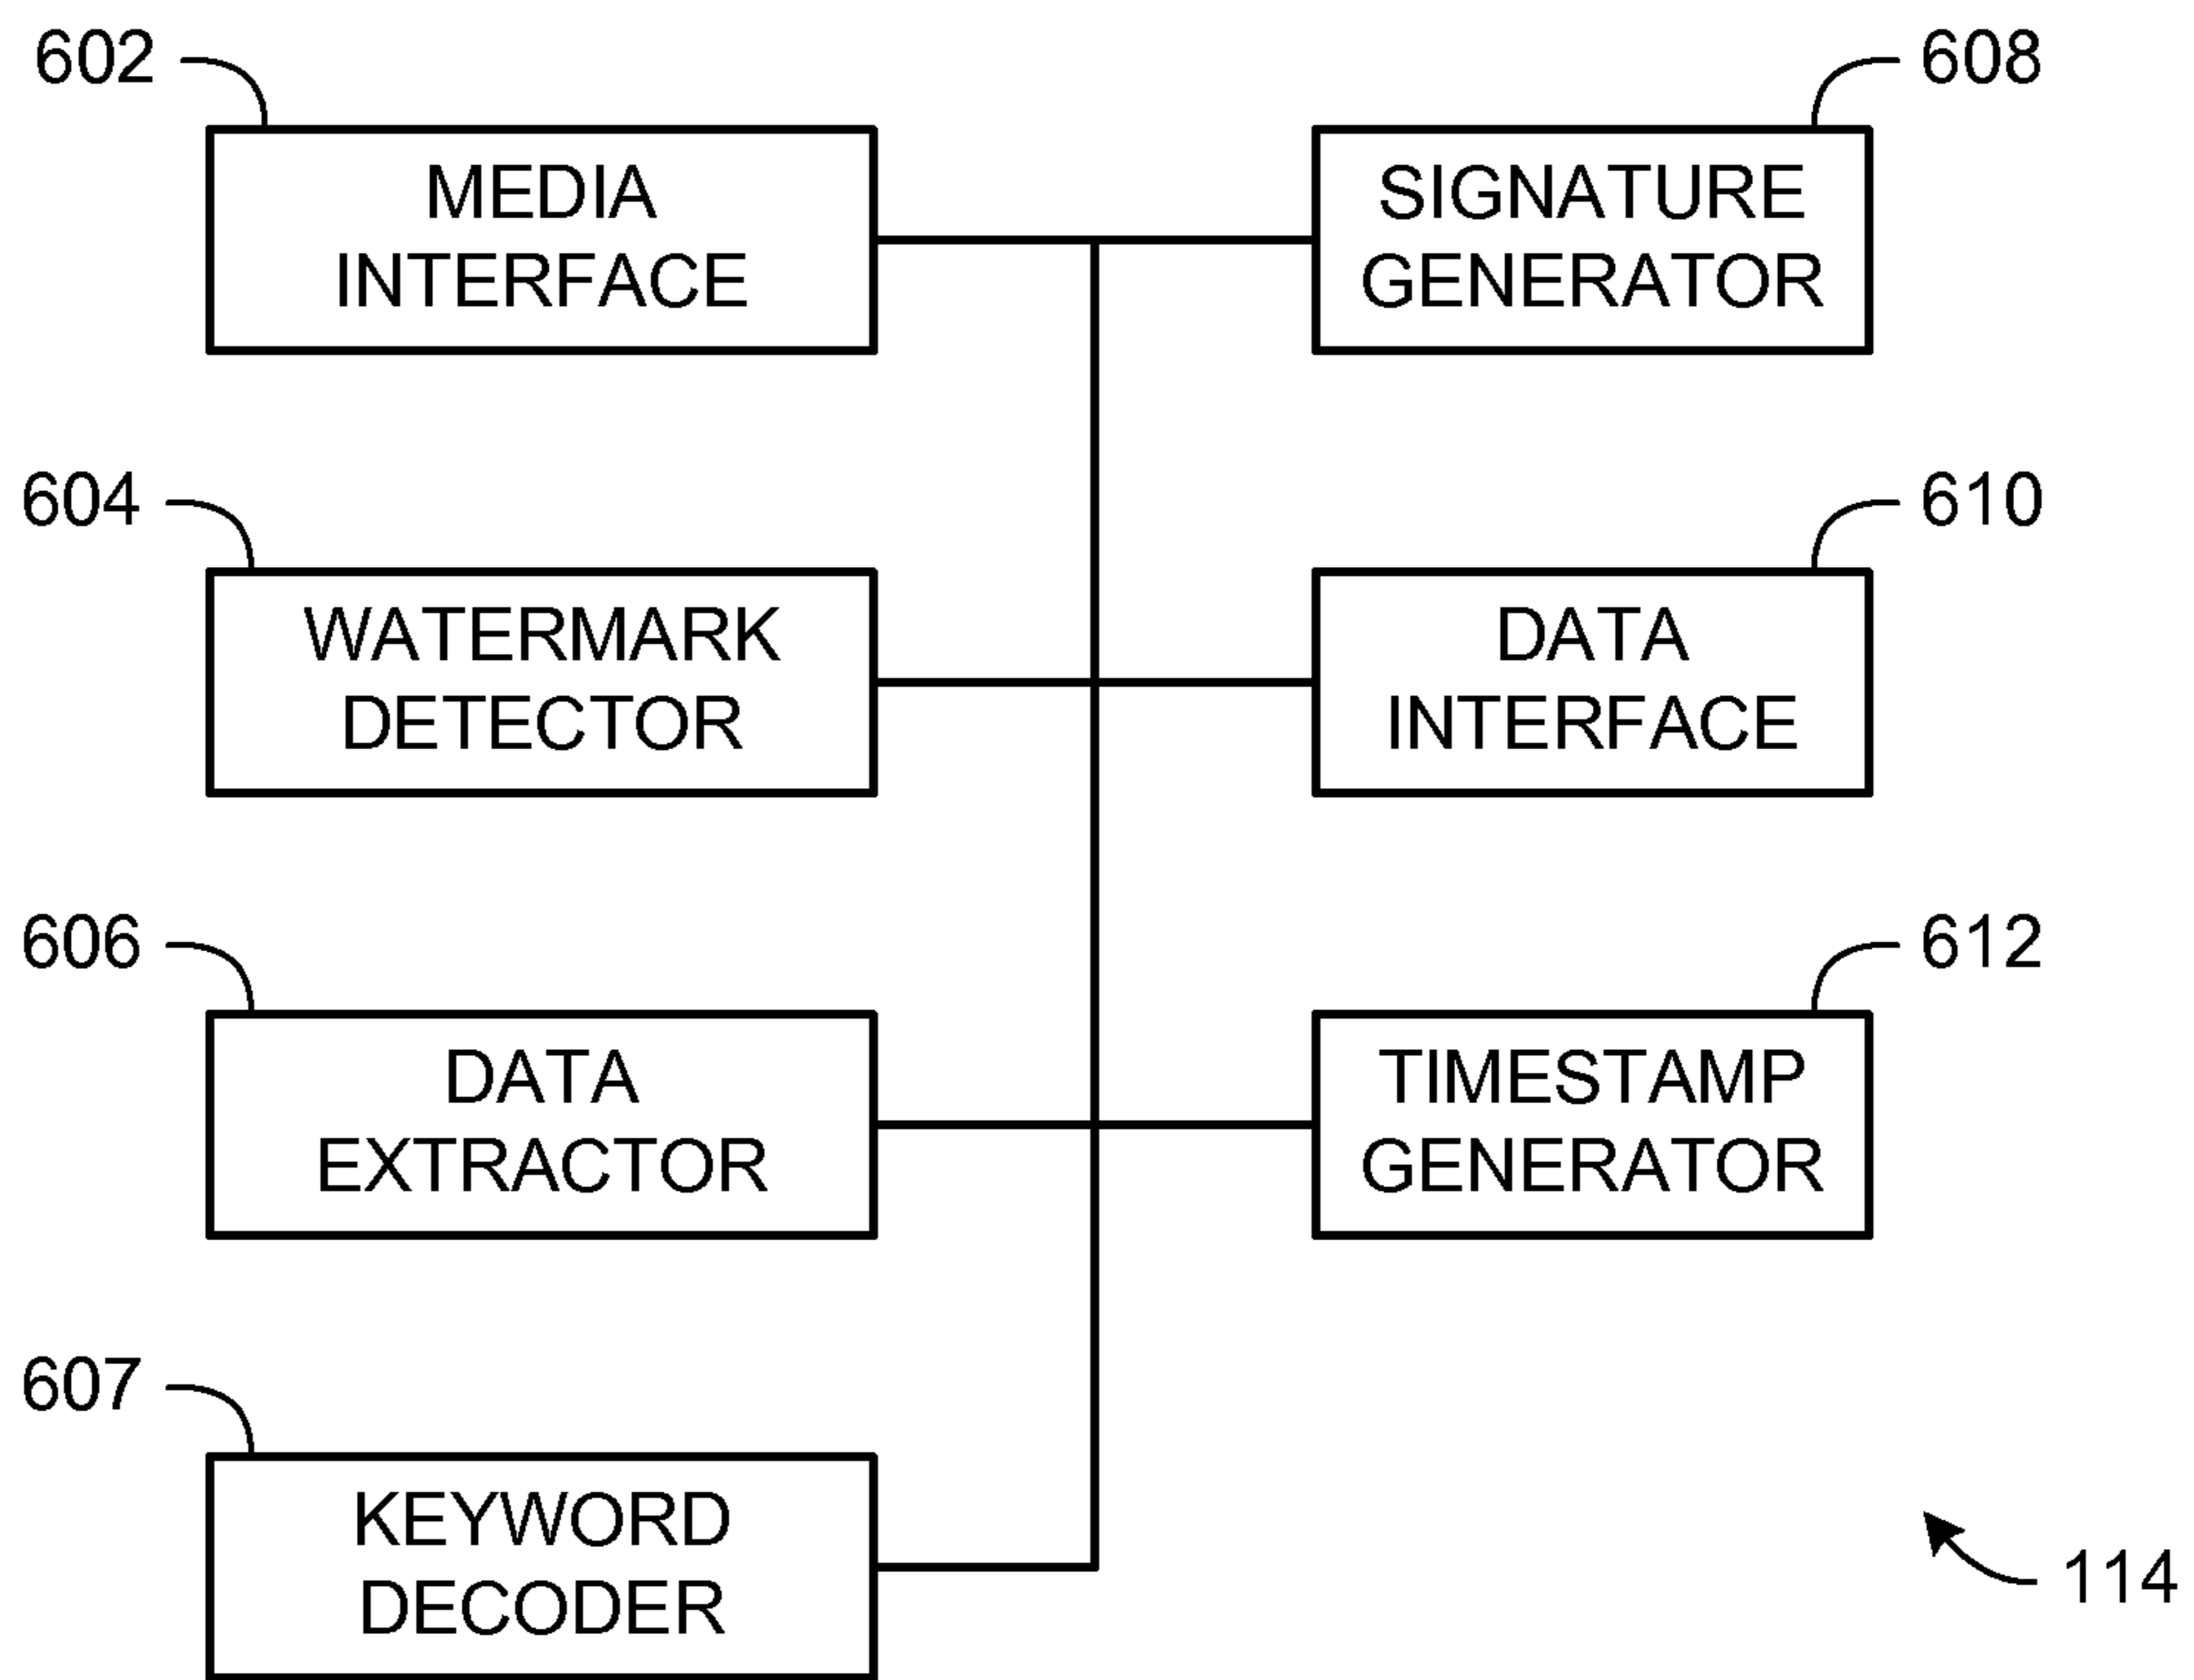 602
608
MEDIA
INTERFACE
SIGNATURE
GENERATOR
604
610
WATERMARK
DETECTOR
DATA
INTERFACE
606
612
DATA
EXTRACTOR
TIMESTAMP
GENERATOR
607
KEYWORD
DECODER
114